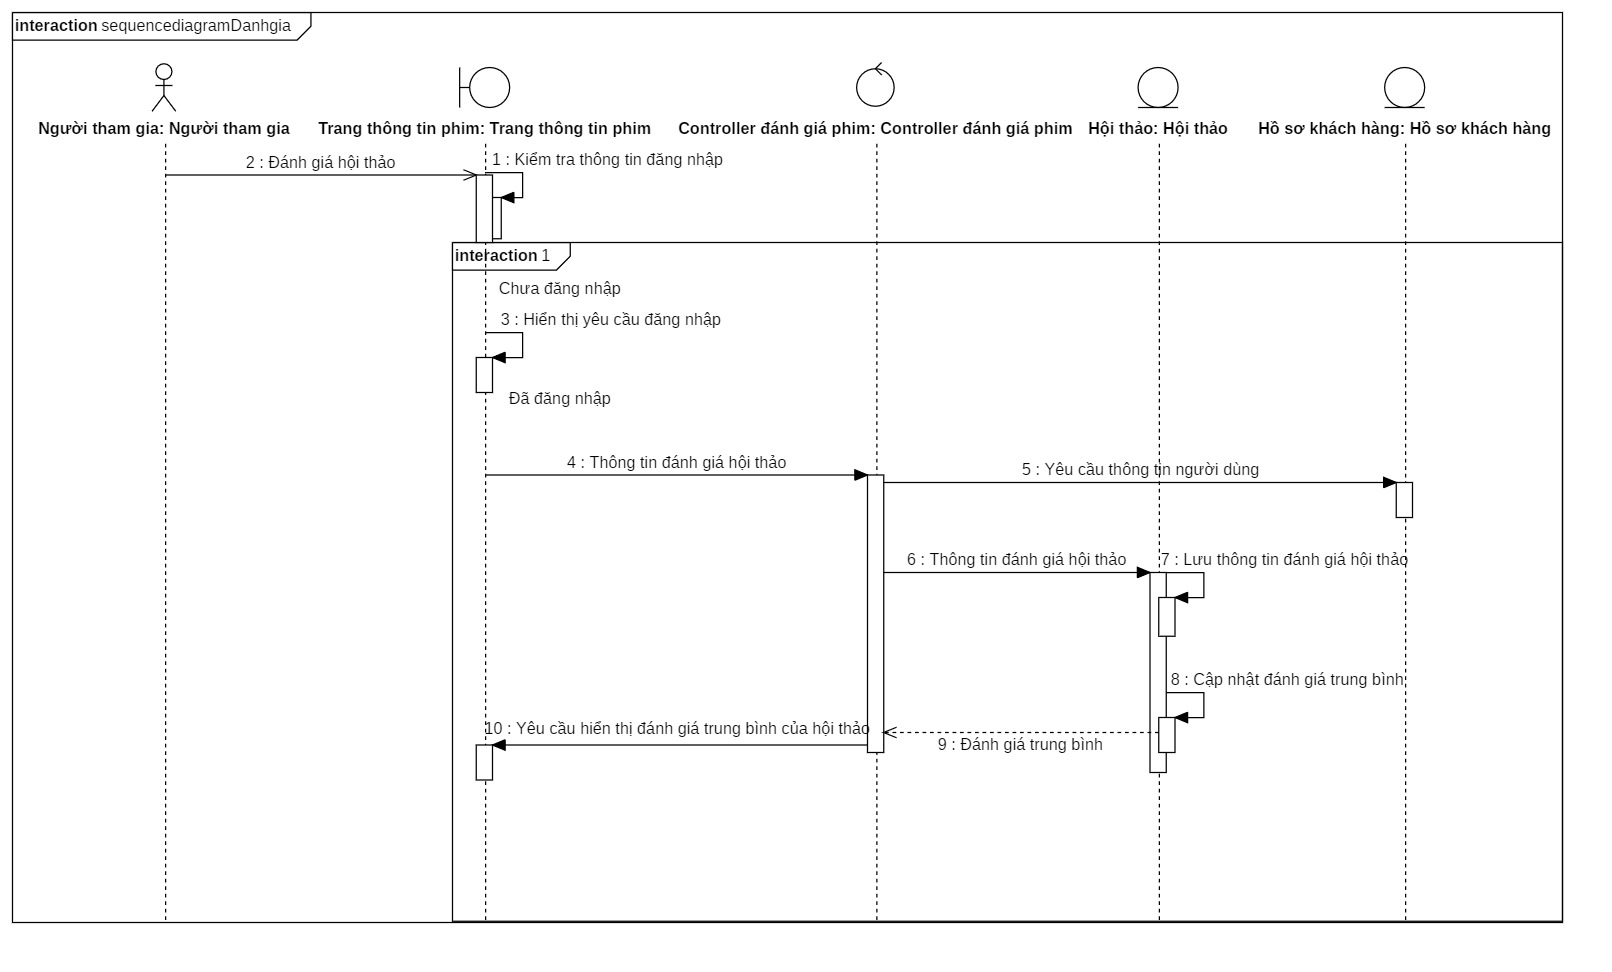 interaction sequencediagramDanhgia
Người tham gia: Người tham gia
Trang thông tin phim: Trang thông tin phim
Controller đánh giá phim: Controller đánh giá phim
Hội thảo: Hội thảo
Hồ sơ khách hàng: Hồ sơ khách hàng
2 : Đánh giá hội thảo
1 : Kiểm tra thông tin đăng nhập
interaction 1
Chưa đăng nhập
3 : Hiển thị yêu cầu đăng nhập
Đã đăng nhập
4 : Thông tin đánh giá hội thảo
5 : Yêu cầu thông tin người dùng
6 : Thông tin đánh giá hội thảo
7 : Lưu thông tin đánh giá hội thảo
8 : Cập nhật đánh giá trung bình
10 : Yêu cầu hiển thị đánh giá trung bình của hội thảo
9 : Đánh giá trung bình